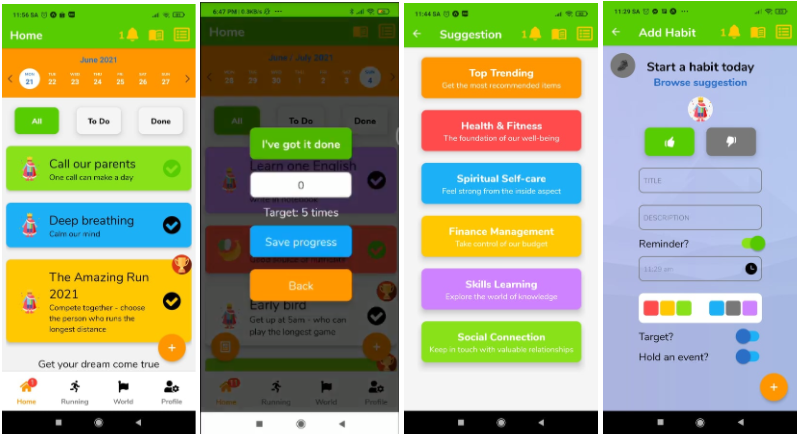 11:56 SA
Home
1
June 2021
MON TUE WED THU FRI SAT SUN
21 22 23 24 25 26 27
All To Do Done
Call our parents
One call can make a day
Deep breathing
Calm our mind
The Amazing Run
2021
Compete together - choose
the person who runs the
longest distance
+
Get your dream come true
1
Home Running World Profile
6:47 PM | 0.3KB/s
Home
June / July 2021
28 29 30 1 2 3 4
All To Do Done
I've got it done
Learn one English
0
Target: 5 times
Save progress
Back
Early bird
Get up at 5am - who can
play the longest game
+
11
Home Running World Profile
11:44 SA
Suggestion
1
Top Trending
Get the most recommended items
Health & Fitness
The foundation of our well-being
Spiritual Self-care
Feel strong from the inside aspect
Finance Management
Take control of our budget
Skills Learning
Explore the world of knowledge
Social Connection
Keep in touch with valuable relationships
11:29 SA
Add Habit
1
Start a habit today
Browse suggestion
TITLE
DESCRIPTION
Reminder?
11:29 am
Target?
Hold an event?
+